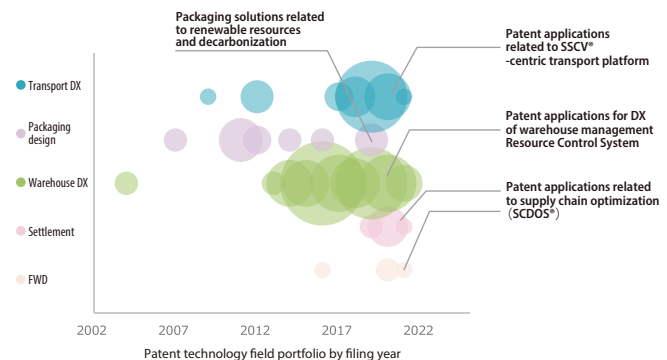 Packaging solutions related
to renewable resources
and decarbonization
Patent applications
related to SSCV®
-centric transport platform
Transport DX
Packaging
design
Patent applications for DX
of warehouse management
Resource Control System
Warehouse DX
Patent applications related
to supply chain optimization
(SCDOS®)
Settlement
FWD
2002 2007 2012 2017 2022
Patent technology field portfolio by filing year